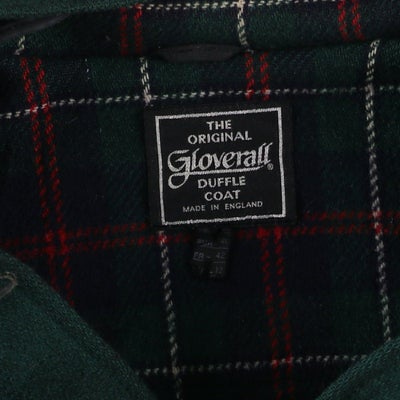 THE
ORIGINAL
Gloverall®
DUFFLE
COAT
MADE IN ENGLAND